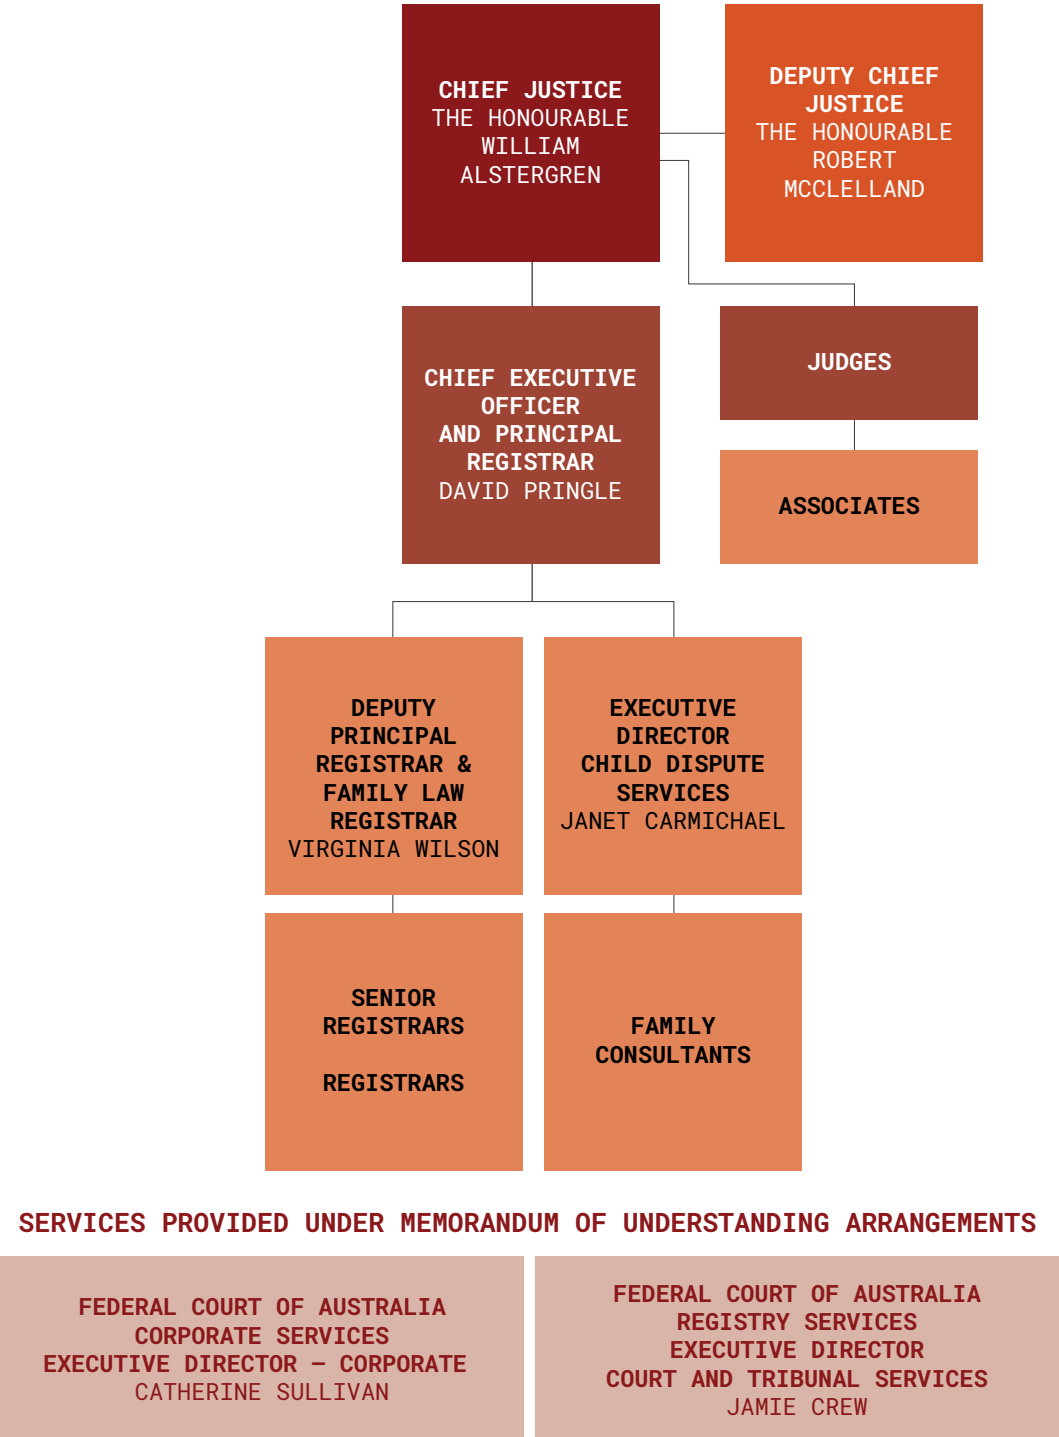 CHIEF JUSTICE
THE HONOURABLE
WILLIAM
ALSTERGREN
DEPUTY CHIEF
JUSTICE
THE HONOURABLE
ROBERT
MCCLELLAND
CHIEF EXECUTIVE
OFFICER
AND PRINCIPAL
REGISTRAR
DAVID PRINGLE
JUDGES
ASSOCIATES
DEPUTY
PRINCIPAL
REGISTRAR &
FAMILY LAW
REGISTRAR
VIRGINIA WILSON
EXECUTIVE
DIRECTOR
CHILD DISPUTE
SERVICES
JANET CARMICHAEL
SENIOR
REGISTRARS
REGISTRARS
FAMILY
CONSULTANTS
SERVICES PROVIDED UNDER MEMORANDUM OF UNDERSTANDING ARRANGEMENTS
FEDERAL COURT OF AUSTRALIA
CORPORATE SERVICES
EXECUTIVE DIRECTOR – CORPORATE
CATHERINE SULLIVAN
FEDERAL COURT OF AUSTRALIA
REGISTRY SERVICES
EXECUTIVE DIRECTOR
COURT AND TRIBUNAL SERVICES
JAMIE CREW